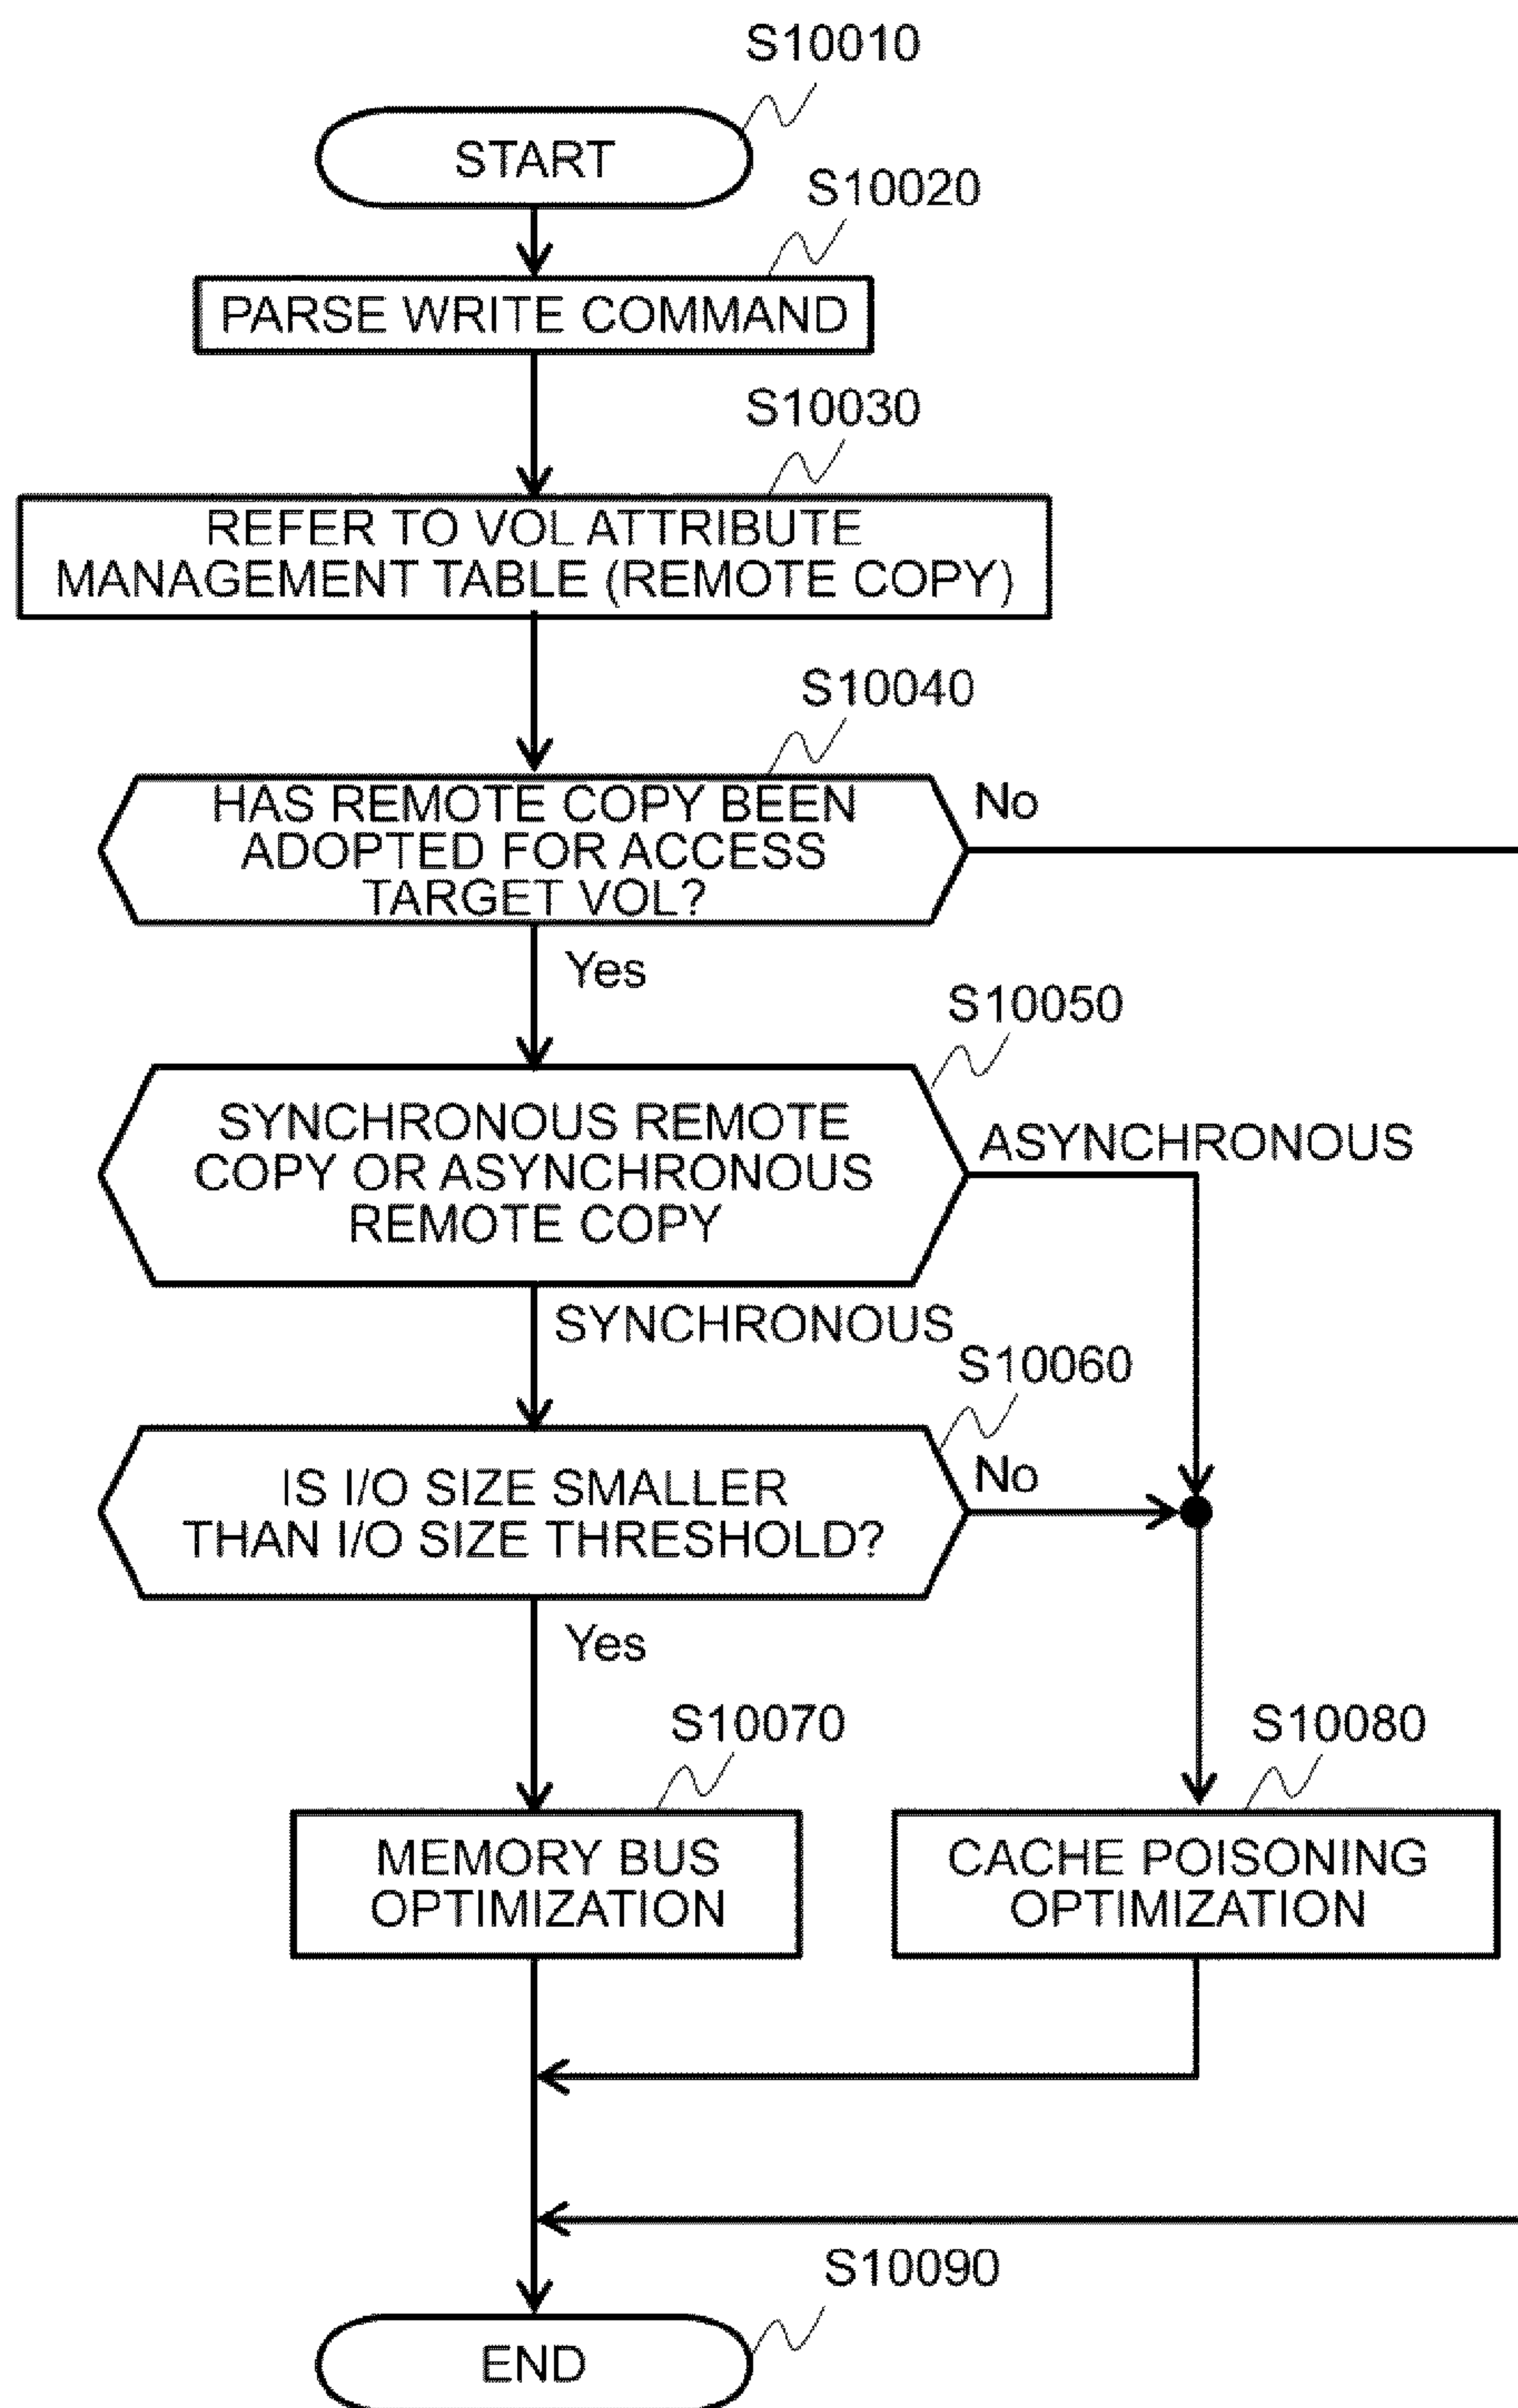 S10010
START
S10020
PARSE WRITE COMMAND
S10030
REFER TO VOL ATTRIBUTE
MANAGEMENT TABLE (REMOTE COPY)
S10040
HAS REMOTE COPY BEEN
ADOPTED FOR ACCESS
TARGET VOL?
No
Yes
S10050
SYNCHRONOUS REMOTE
COPY OR ASYNCHRONOUS
REMOTE COPY
ASYNCHRONOUS
SYNCHRONOUS
S10060
IS I/O SIZE SMALLER
THAN I/O SIZE THRESHOLD?
No
Yes
S10070
MEMORY BUS
OPTIMIZATION
S10080
CACHE POISONING
OPTIMIZATION
S10090
END